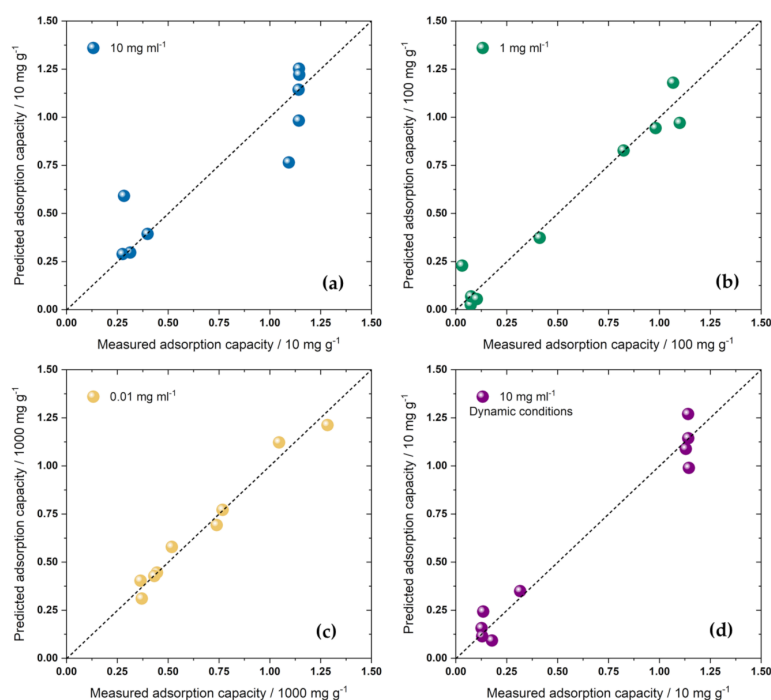 1.50
1.25
1.00
0.75
0.50
0.25
0.00
Predicted adsorption capacity / 10 mg g⁻¹
10 mg ml⁻¹
(a)
0.00 0.25 0.50 0.75 1.00 1.25 1.50
Measured adsorption capacity / 10 mg g⁻¹
1.50
1.25
1.00
0.75
0.50
0.25
0.00
Predicted adsorption capacity / 100 mg g⁻¹
1 mg ml⁻¹
(b)
0.00 0.25 0.50 0.75 1.00 1.25 1.50
Measured adsorption capacity / 100 mg g⁻¹
1.50
1.25
1.00
0.75
0.50
0.25
0.00
Predicted adsorption capacity / 1000 mg g⁻¹
0.01 mg ml⁻¹
(c)
0.00 0.25 0.50 0.75 1.00 1.25 1.50
Measured adsorption capacity / 1000 mg g⁻¹
1.50
1.25
1.00
0.75
0.50
0.25
0.00
Predicted adsorption capacity / 10 mg g⁻¹
10 mg ml⁻¹
Dynamic conditions
(d)
0.00 0.25 0.50 0.75 1.00 1.25 1.50
Measured adsorption capacity / 10 mg g⁻¹